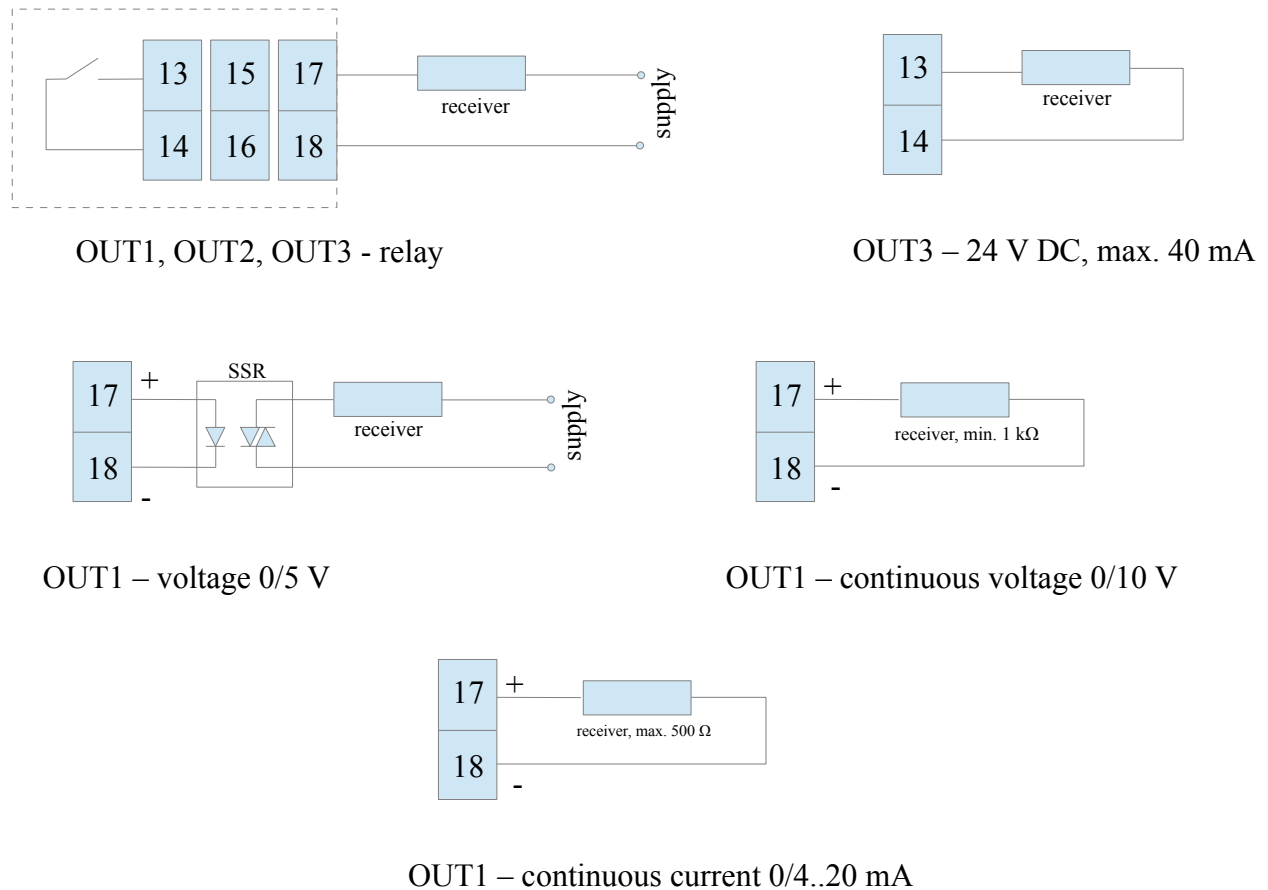 13 15 17
14 16 18
receiver
supply
OUT1, OUT2, OUT3 - relay
13
14
receiver
OUT3 – 24 V DC, max. 40 mA
17
18
+
-
SSR
receiver
supply
OUT1 – voltage 0/5 V
17
18
+
-
receiver, min. 1 kΩ
OUT1 – continuous voltage 0/10 V
17
18
+
-
receiver, max. 500 Ω
OUT1 – continuous current 0/4..20 mA